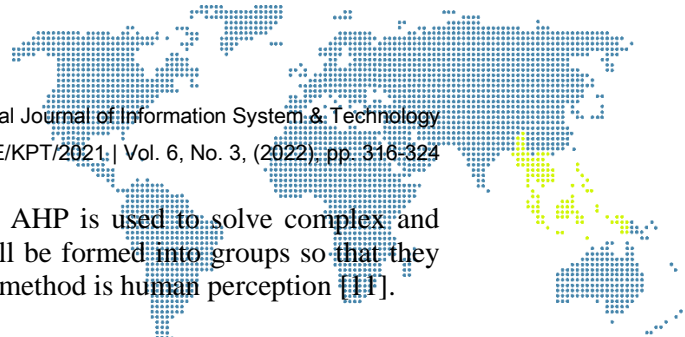 al Journal of Information System & Technology
E/KPT/2021 | Vol. 6, No. 3, (2022), pp. 316-324
AHP is used to solve complex and
ll be formed into groups so that they
method is human perception [11].